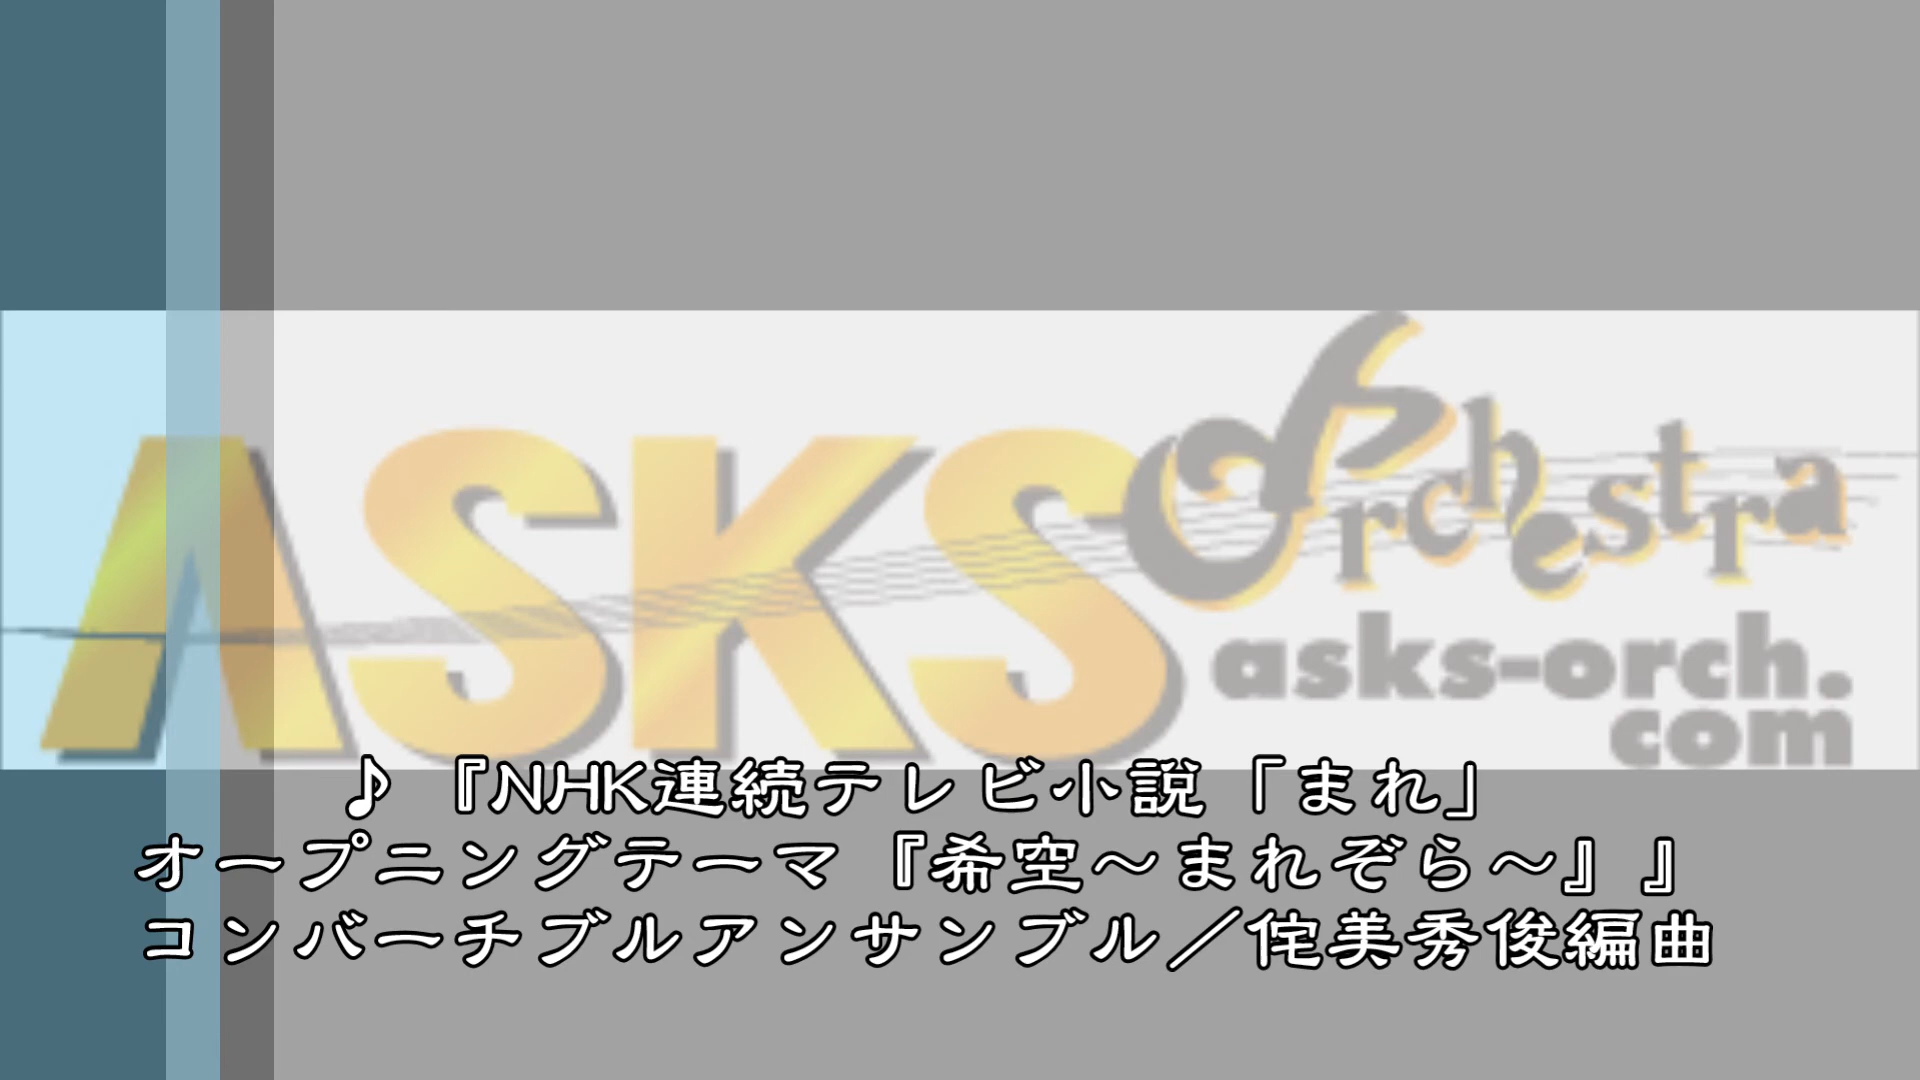 ASKS Orchestra
asks-orch.
com
♪『NHK連続テレビ小説「まれ」
オープニングテーマ『希空～まれぞら～』』
コンバーチブルアンサンブル／侘美秀俊編曲